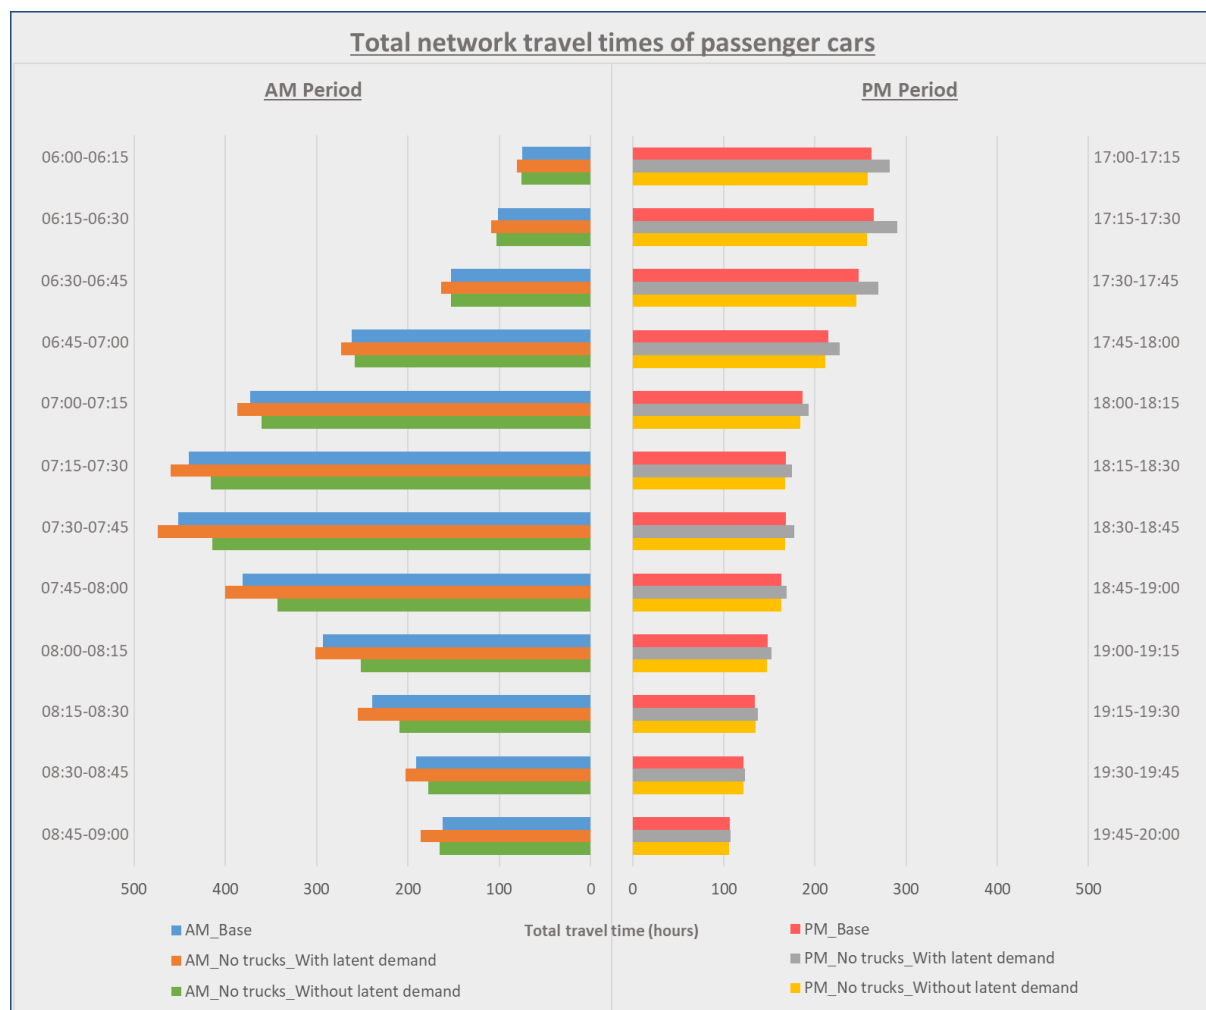 Total network travel times of passenger cars
AM Period
PM Period
06:00-06:15
17:00-17:15
06:15-06:30
17:15-17:30
06:30-06:45
17:30-17:45
06:45-07:00
17:45-18:00
07:00-07:15
18:00-18:15
07:15-07:30
18:15-18:30
07:30-07:45
18:30-18:45
07:45-08:00
18:45-19:00
08:00-08:15
19:00-19:15
08:15-08:30
19:15-19:30
08:30-08:45
19:30-19:45
08:45-09:00
19:45-20:00
500 400 300 200 100 0
0 100 200 300 400 500
Total travel time (hours)
AM_Base
AM_No trucks_With latent demand
AM_No trucks_Without latent demand
PM_Base
PM_No trucks_With latent demand
PM_No trucks_Without latent demand